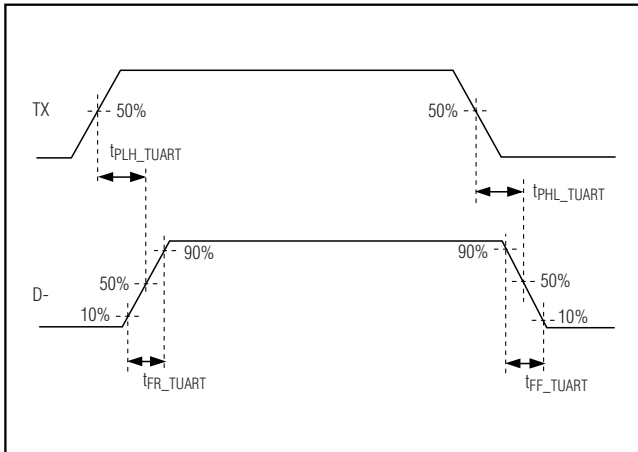 TX
50%
50%
tPLH_TUART
tPHL_TUART
90%
90%
50%
50%
D-
10%
10%
tFR_TUART
tFF_TUART